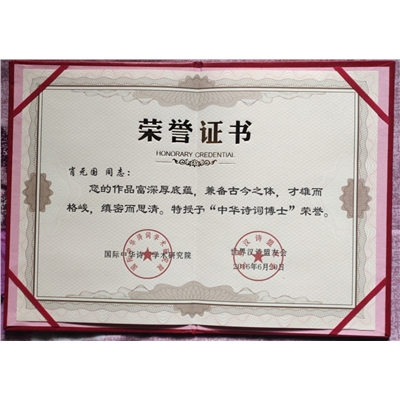 荣誉证书
HONORARY CREDENTIAL
肖元国 同志：
您的作品富深厚底蕴，兼备古今之体，才雄而
格峻，缜密而思清。特授予“中华诗词博士”荣誉。
国际中华诗词学术研究院
世界汉诗盟友会
2016年6月20日